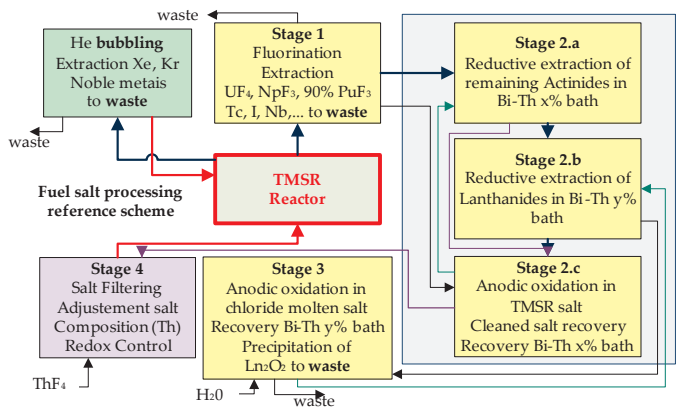 waste
He bubbling
Extraction Xe, Kr
Noble metais
to waste
waste
Stage 1
Fluorination
Extraction
UF₄, NpF₃, 90% PuF₃
Tc, I, Nb,... to waste
Stage 2.a
Reductive extraction of
remaining Actinides in
Bi-Th x% bath
Stage 2.b
Reductive extraction of
Lanthanides in Bi-Th y%
bath
Fuel salt processing
reference scheme
TMSR
Reactor
Stage 4
Salt Filtering
Adjustement salt
Composition (Th)
Redox Control
ThF₄
Stage 3
Anodic oxidation in
chloride molten salt
Recovery Bi-Th y% bath
Precipitation of
Ln₂O₂ to waste
H₂0
waste
Stage 2.c
Anodic oxidation in
TMSR salt
Cleaned salt recovery
Recovery Bi-Th x% bath